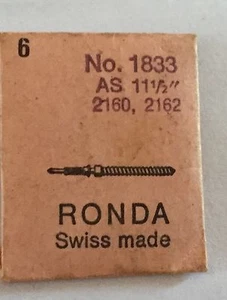 6
No. 1833
AS 11½"
2160, 2162
RONDA
Swiss made